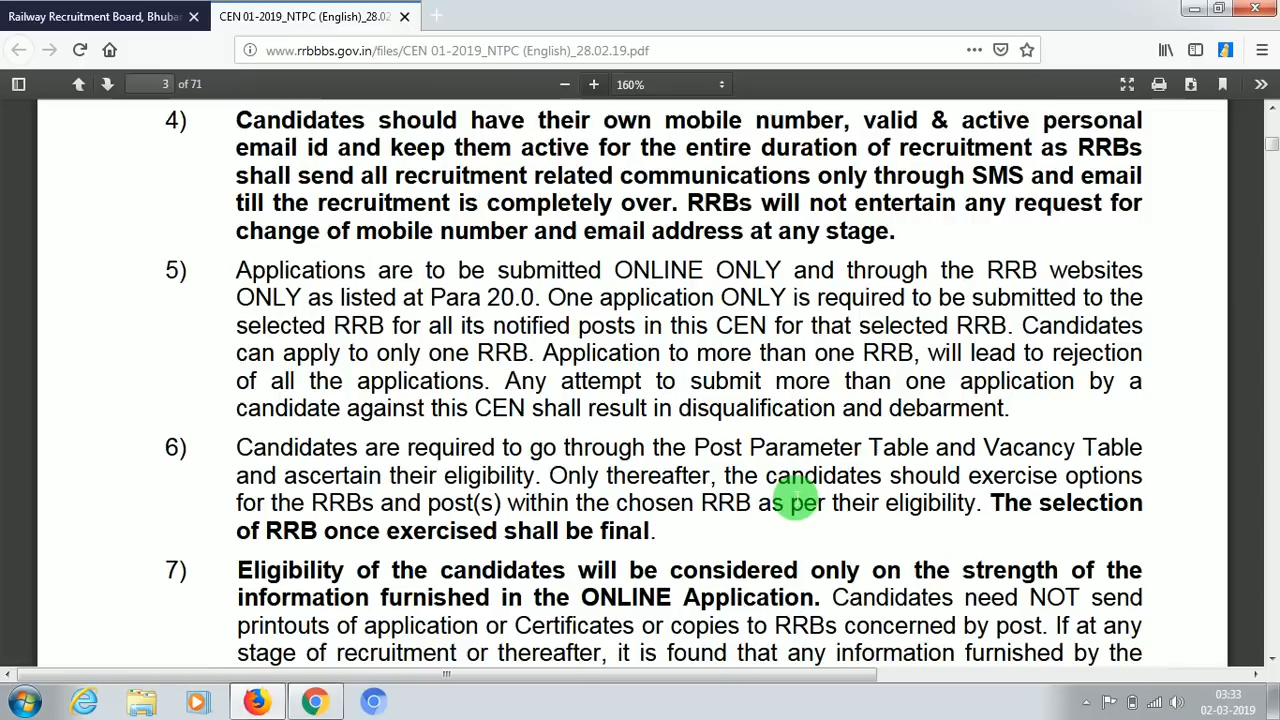 Railway Recruitment Board, Bhuba
CEN 01-2019_NTPC (English)_28.02
www.rrbbbs.gov.in/files/CEN 01-2019_NTPC (English)_28.02.19.pdf
3 of 71
160%
4) Candidates should have their own mobile number, valid & active personal
email id and keep them active for the entire duration of recruitment as RRBs
shall send all recruitment related communications only through SMS and email
till the recruitment is completely over. RRBs will not entertain any request for
change of mobile number and email address at any stage.
5) Applications are to be submitted ONLINE ONLY and through the RRB websites
ONLY as listed at Para 20.0. One application ONLY is required to be submitted to the
selected RRB for all its notified posts in this CEN for that selected RRB. Candidates
can apply to only one RRB. Application to more than one RRB, will lead to rejection
of all the applications. Any attempt to submit more than one application by a
candidate against this CEN shall result in disqualification and debarment.
6) Candidates are required to go through the Post Parameter Table and Vacancy Table
and ascertain their eligibility. Only thereafter, the candidates should exercise options
for the RRBs and post(s) within the chosen RRB as per their eligibility. The selection
of RRB once exercised shall be final.
7) Eligibility of the candidates will be considered only on the strength of the
information furnished in the ONLINE Application. Candidates need NOT send
printouts of application or Certificates or copies to RRBs concerned by post. If at any
stage of recruitment or thereafter, it is found that any information furnished by the
03:33
02-03-2019